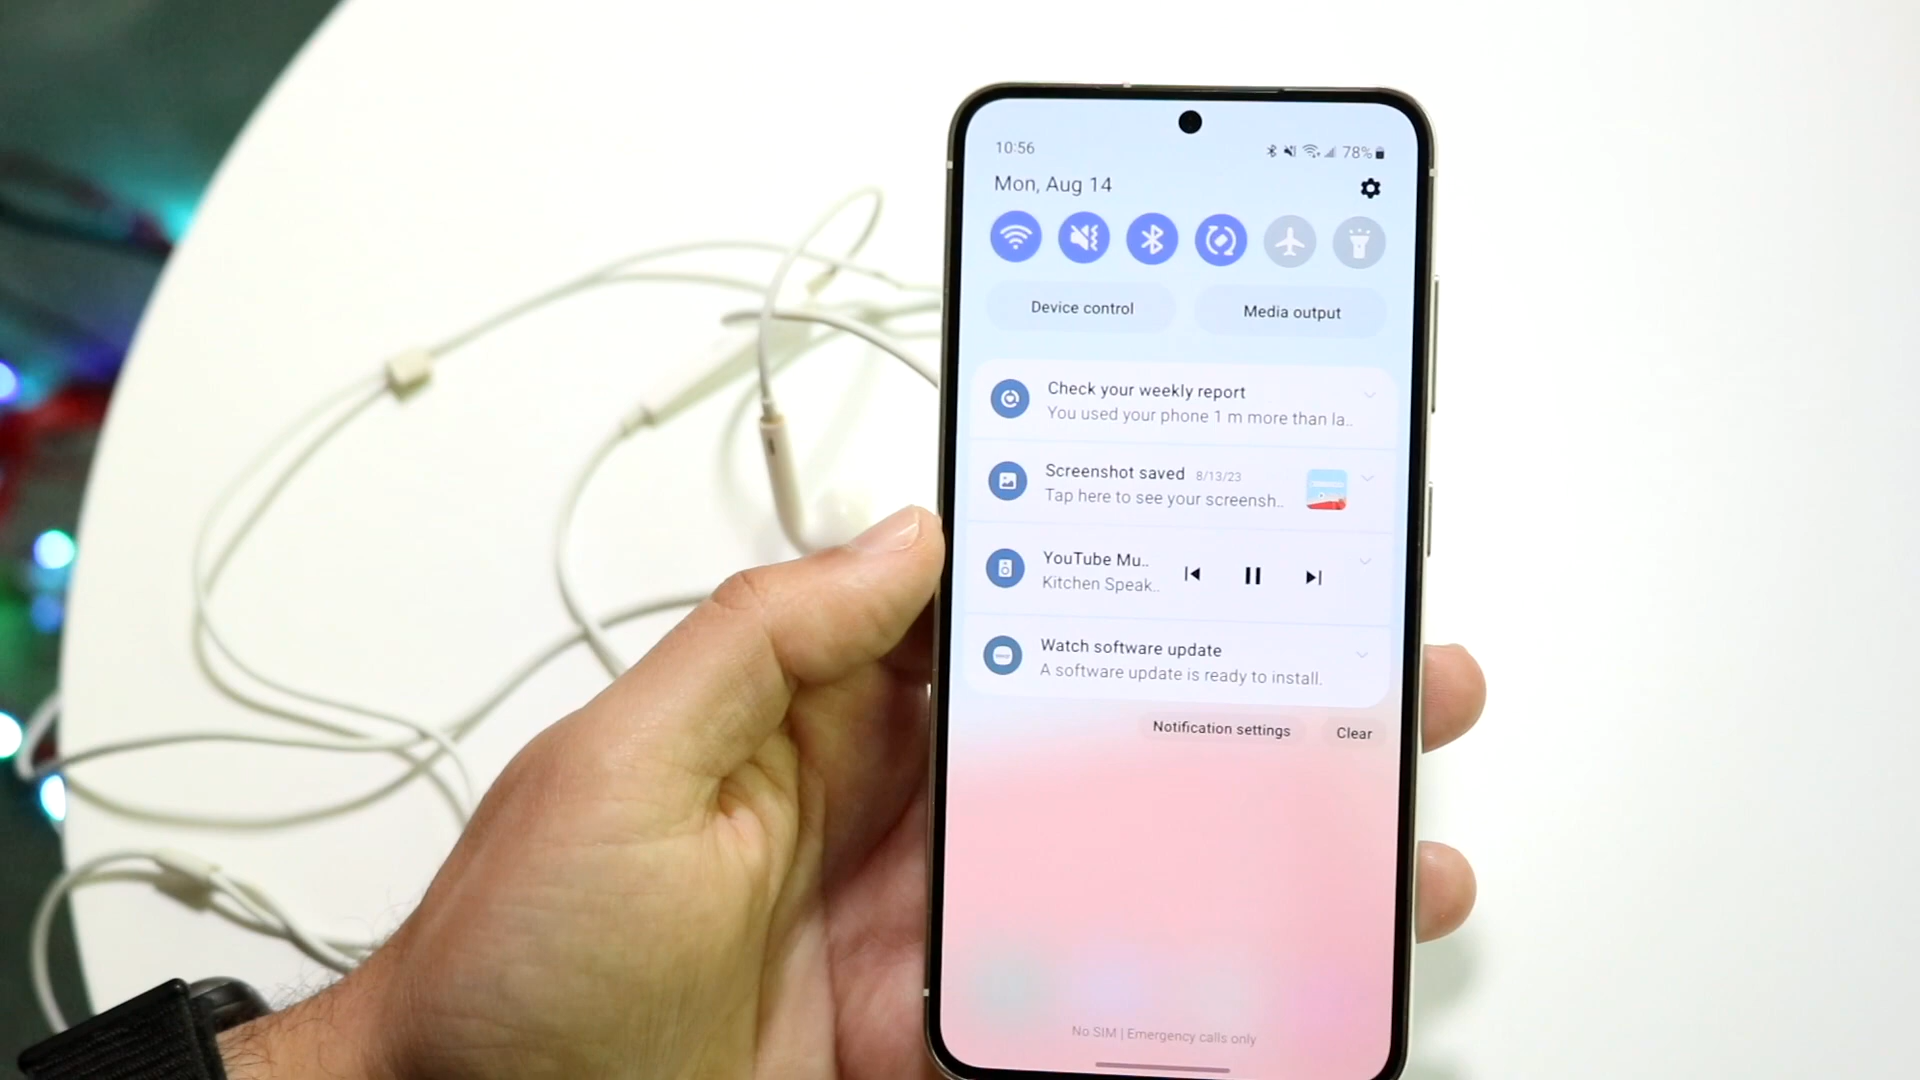 10:56
78%
Mon, Aug 14
Device control
Media output
Check your weekly report
You used your phone 1 m more than la..
Screenshot saved 8/13/23
Tap here to see your screensh..
YouTube Mu..
Kitchen Speak..
Watch software update
A software update is ready to install.
Notification settings
Clear
No SIM | Emergency calls only